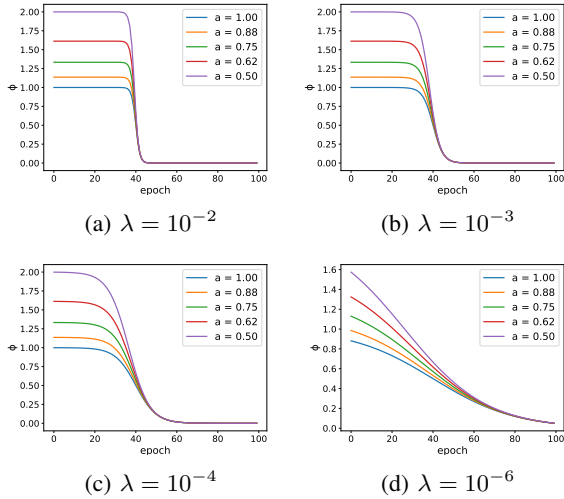 2.00
1.75
1.50
1.25
1.00
0.75
0.50
0.25
0.00
ϕ
0 20 40 60 80 100
epoch
a = 1.00
a = 0.88
a = 0.75
a = 0.62
a = 0.50
(a) λ = 10⁻²
2.00
1.75
1.50
1.25
1.00
0.75
0.50
0.25
0.00
ϕ
0 20 40 60 80 100
epoch
a = 1.00
a = 0.88
a = 0.75
a = 0.62
a = 0.50
(b) λ = 10⁻³
2.00
1.75
1.50
1.25
1.00
0.75
0.50
0.25
0.00
ϕ
0 20 40 60 80 100
epoch
a = 1.00
a = 0.88
a = 0.75
a = 0.62
a = 0.50
(c) λ = 10⁻⁴
1.6
1.4
1.2
1.0
0.8
0.6
0.4
0.2
0.0
ϕ
0 20 40 60 80 100
epoch
a = 1.00
a = 0.88
a = 0.75
a = 0.62
a = 0.50
(d) λ = 10⁻⁶